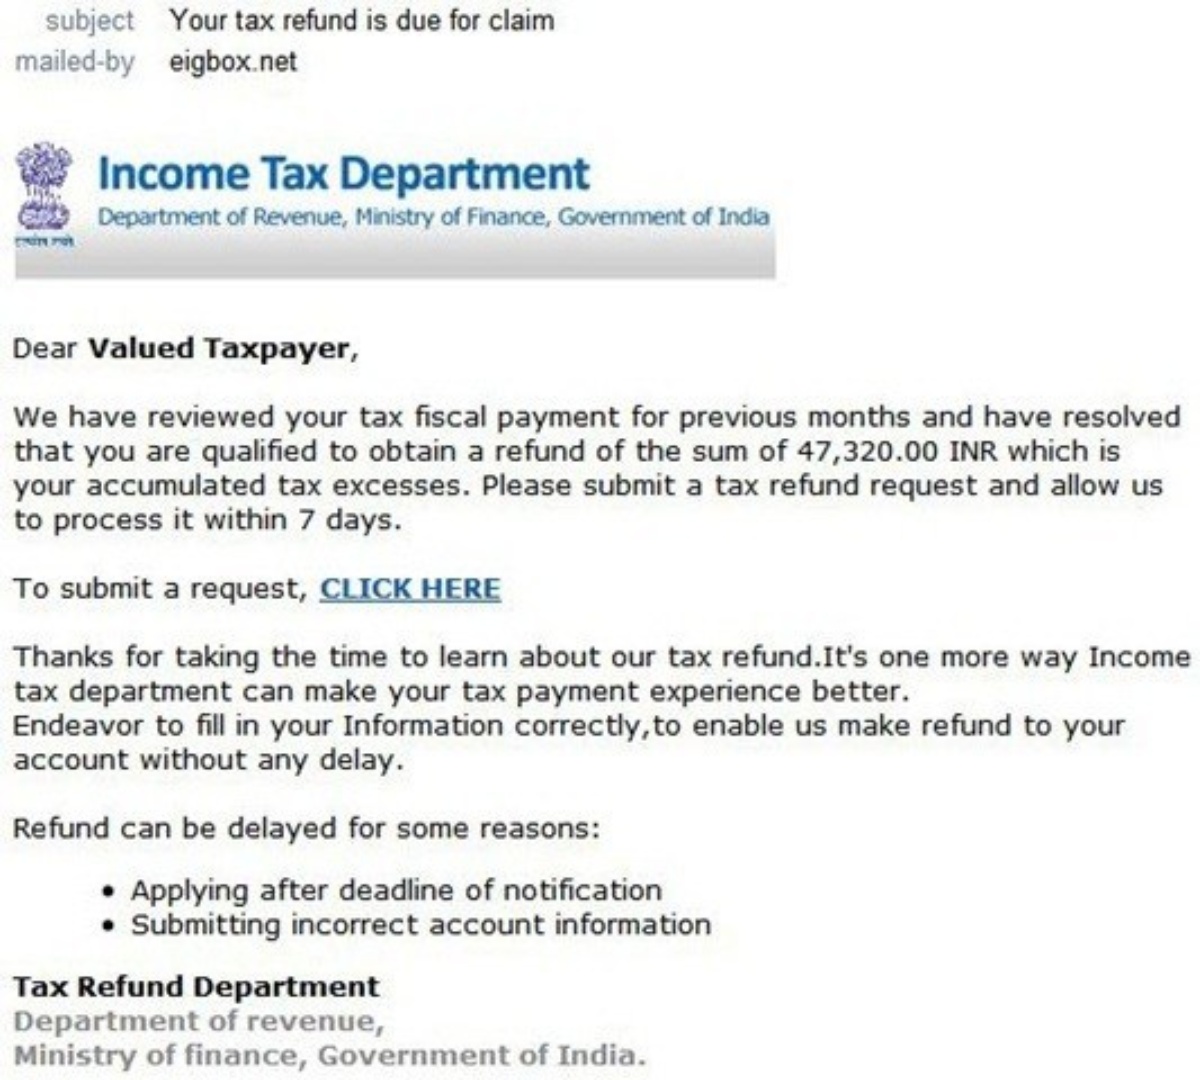 subject Your tax refund is due for claim
mailed-by eigbox.net
Income Tax Department
Department of Revenue, Ministry of Finance, Government of India
Dear Valued Taxpayer,
We have reviewed your tax fiscal payment for previous months and have resolved
that you are qualified to obtain a refund of the sum of 47,320.00 INR which is
your accumulated tax excesses. Please submit a tax refund request and allow us
to process it within 7 days.
To submit a request, CLICK HERE
Thanks for taking the time to learn about our tax refund.It's one more way Income
tax department can make your tax payment experience better.
Endeavor to fill in your Information correctly,to enable us make refund to your
account without any delay.
Refund can be delayed for some reasons:
• Applying after deadline of notification
• Submitting incorrect account information
Tax Refund Department
Department of revenue,
Ministry of finance, Government of India.